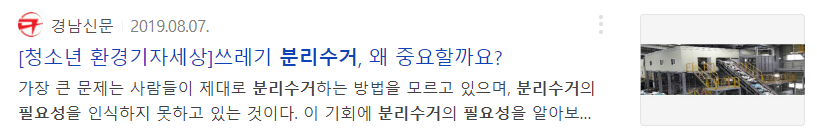 경남신문 2019.08.07.
[청소년 환경기자세상]쓰레기 분리수거, 왜 중요할까요?
가장 큰 문제는 사람들이 제대로 분리수거하는 방법을 모르고 있으며, 분리수거의
필요성을 인식하지 못하고 있는 것이다. 이 기회에 분리수거의 필요성을 알아보...